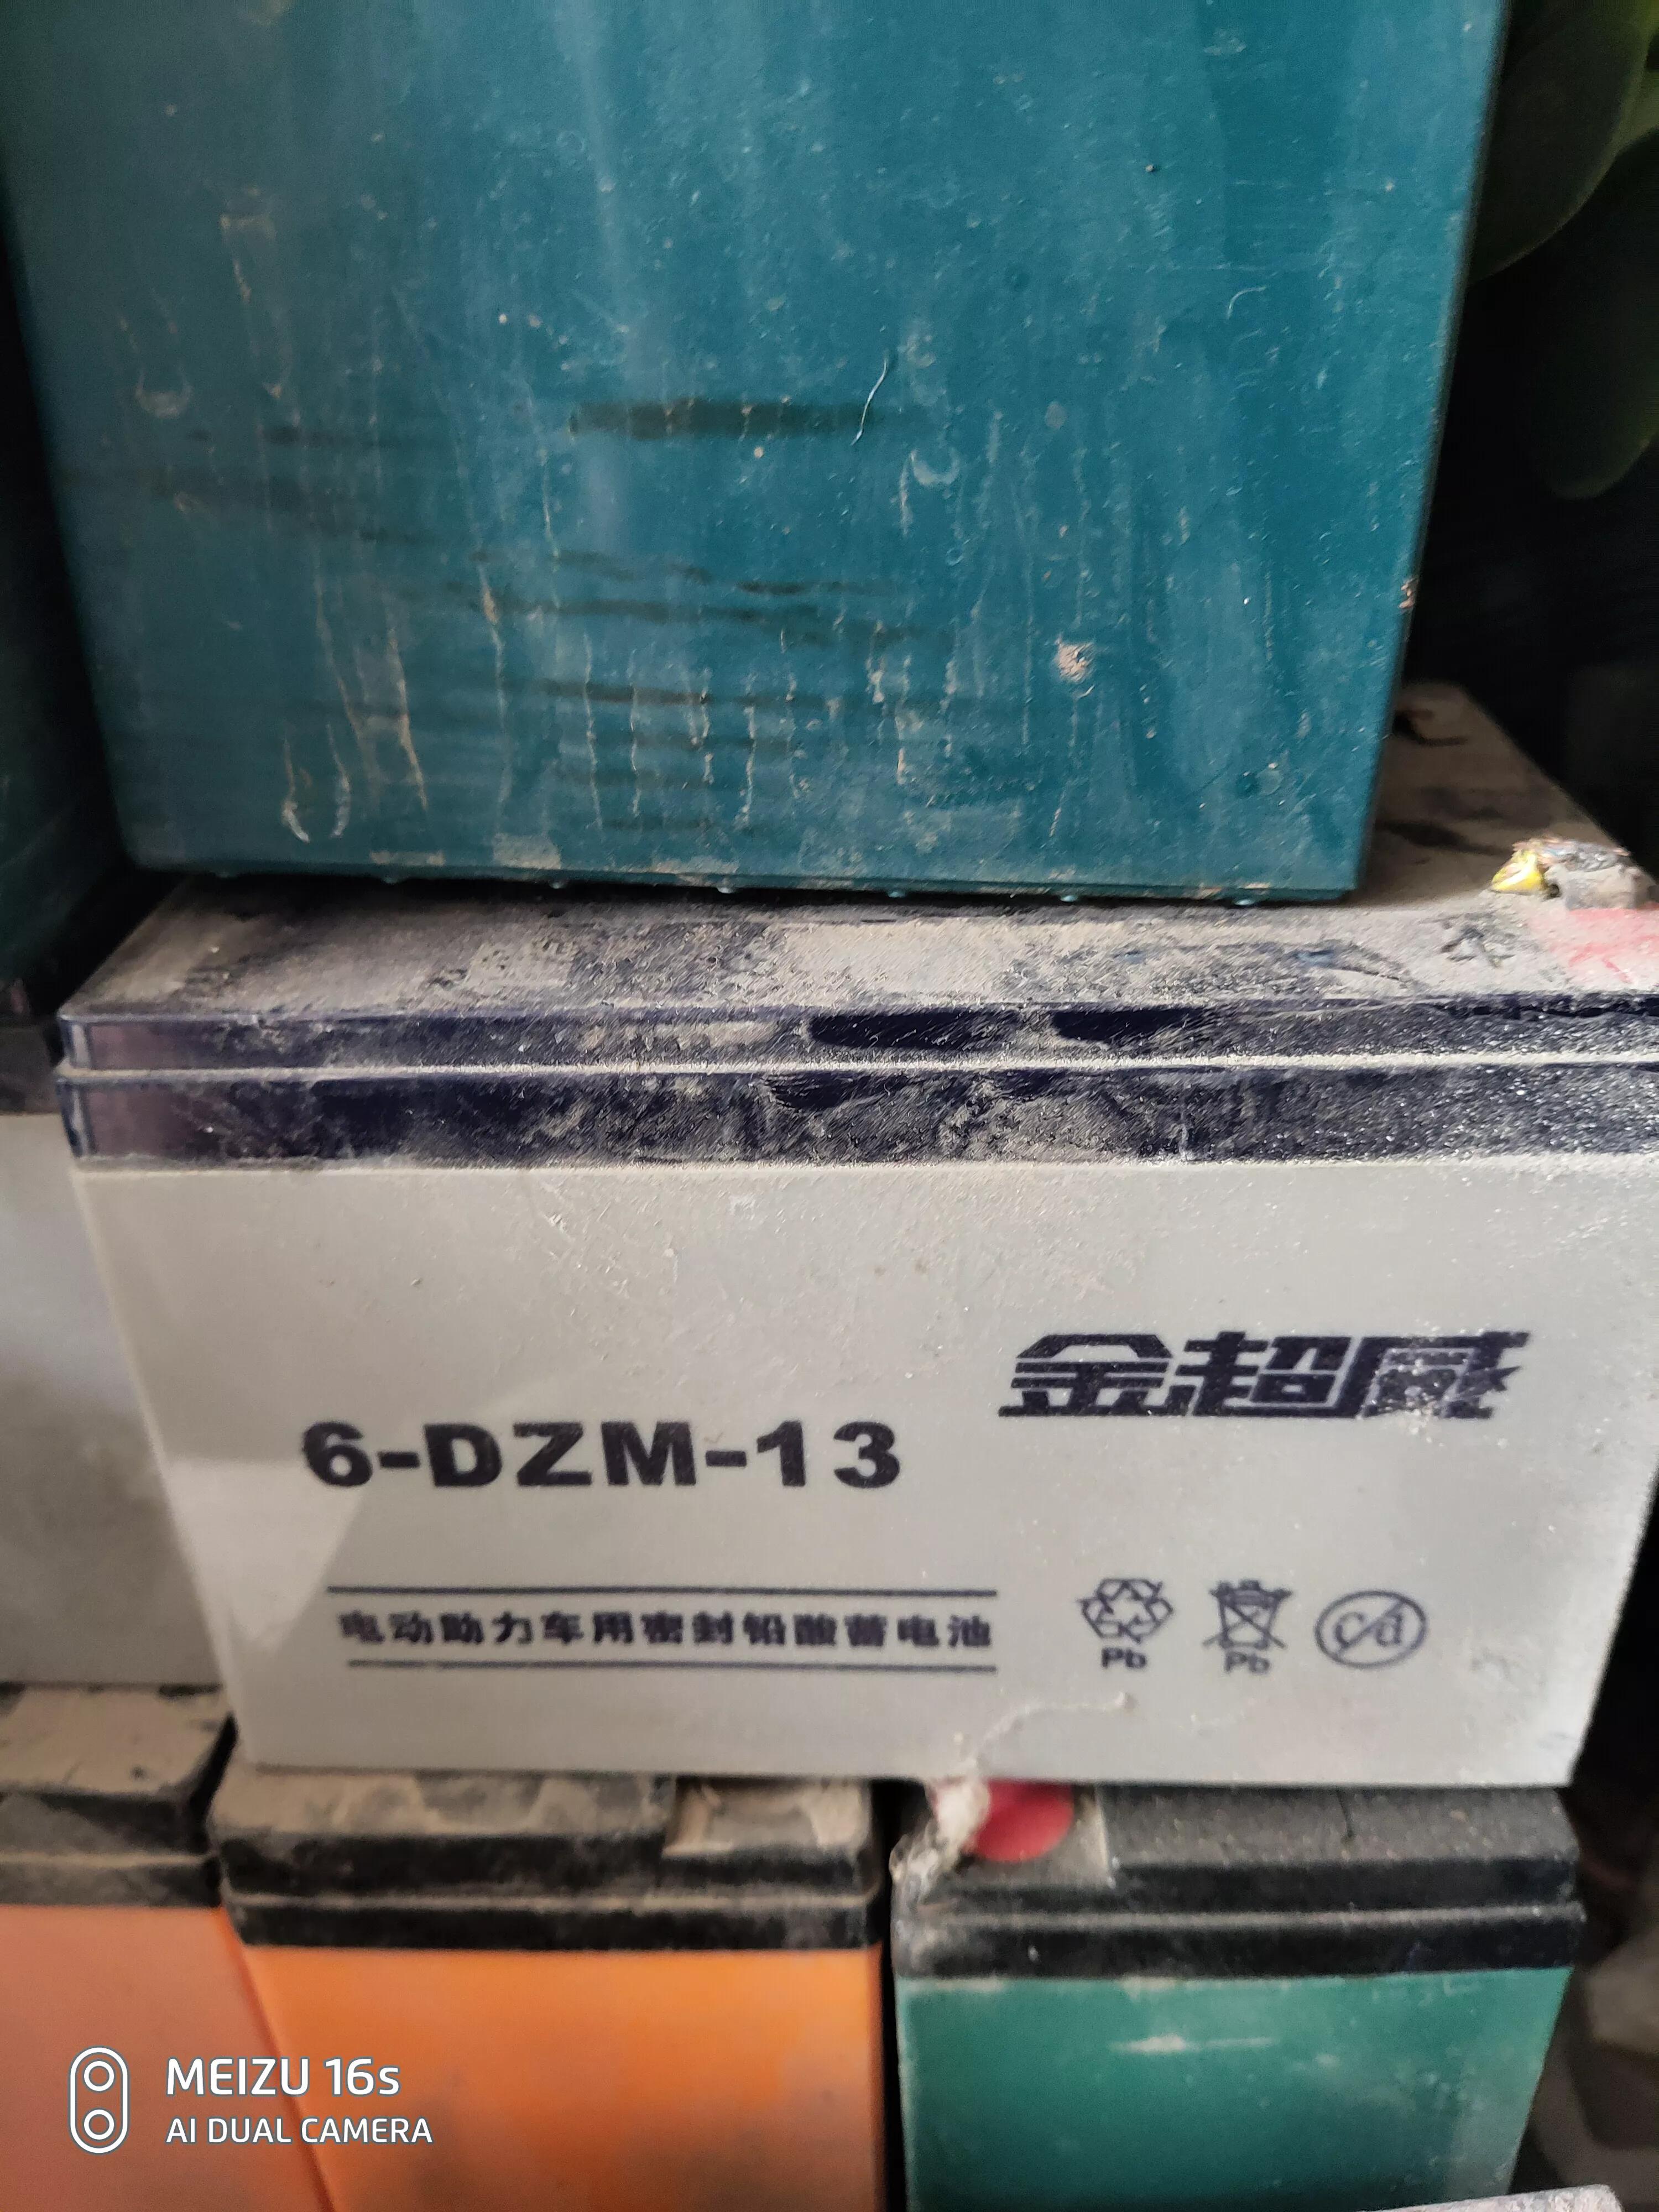 金超威
6-DZM-13
电动助力车用密封铅酸蓄电池
Pb
Pb
Cd
MEIZU 16s
AI DUAL CAMERA